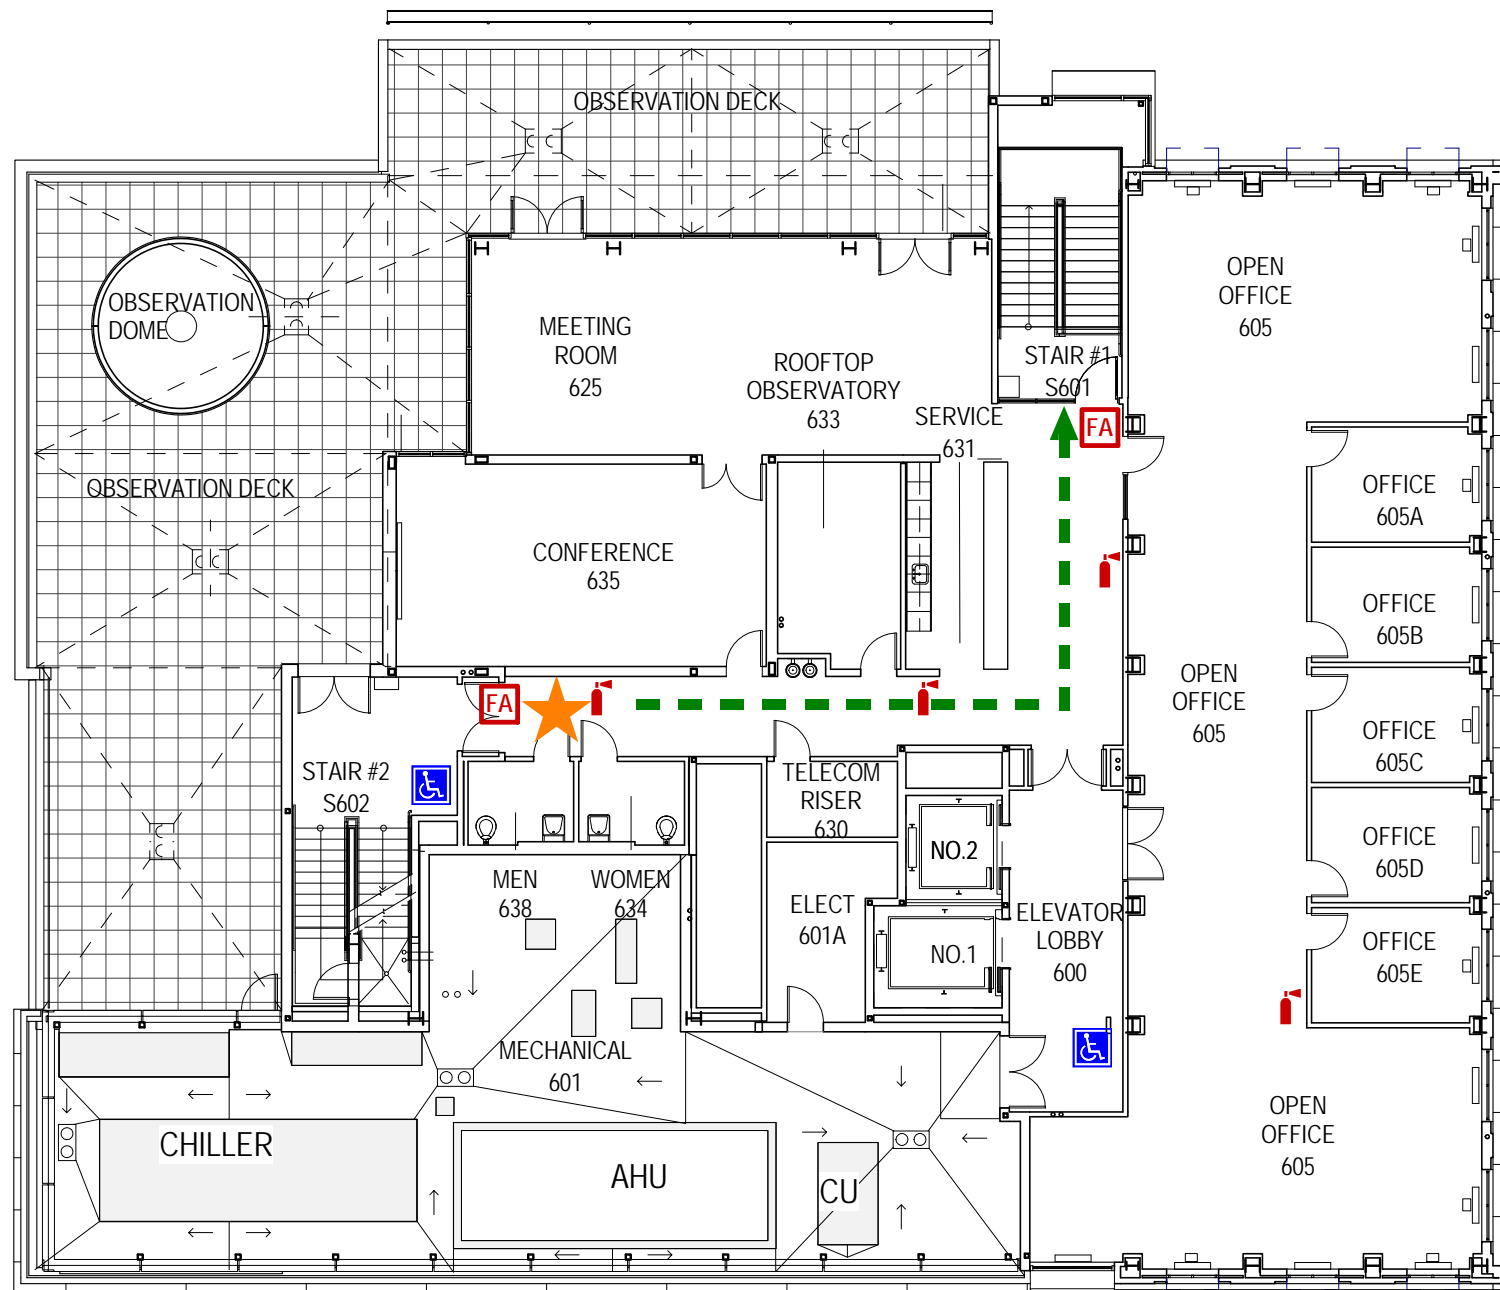 OBSERVATION DECK
OBSERVATION
DOME
OPEN
OFFICE
605
MEETING
ROOM
625
ROOFTOP
OBSERVATORY
633
STAIR #1
S601
SERVICE
631
FA
OBSERVATION DECK
OFFICE
605A
CONFERENCE
635
OFFICE
605B
OPEN
OFFICE
605
FA
OFFICE
605C
STAIR #2
S602
TELECOM
RISER
630
OFFICE
605D
NO.2
MEN
638
WOMEN
634
ELECT
601A
ELEVATOR
LOBBY
600
NO.1
OFFICE
605E
MECHANICAL
601
OPEN
OFFICE
605
CHILLER
AHU
CU